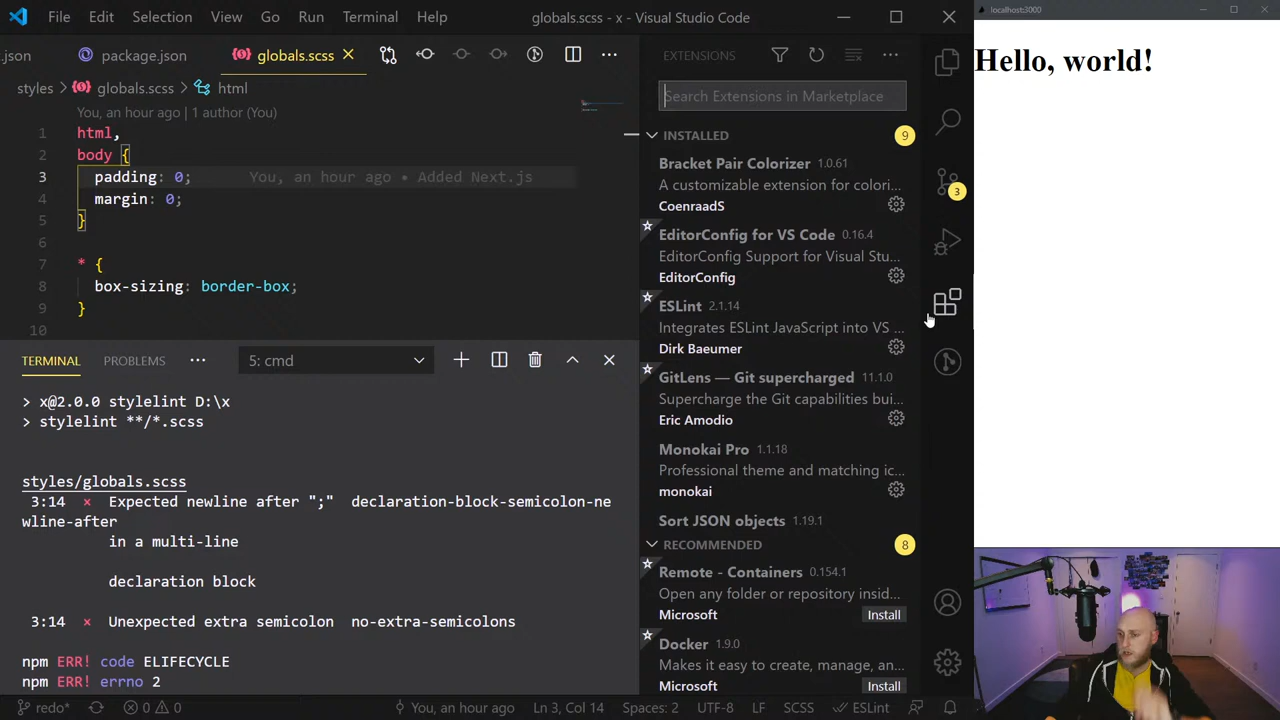 File Edit Selection View Go Run Terminal Help globals.scss - x - Visual Studio Code
.json package.json globals.scss
styles > globals.scss > html
You, an hour ago | 1 author (You)
1 html,
2 body {
3 padding: 0; You, an hour ago • Added Next.js
4 margin: 0;
5 }
6
7 * {
8 box-sizing: border-box;
9 }
10
TERMINAL PROBLEMS ... 5: cmd
> x@2.0.0 stylelint D:\x
> stylelint **/*.scss
styles/globals.scss
3:14 × Expected newline after ";" declaration-block-semicolon-ne
wline-after
in a multi-line
declaration block
3:14 × Unexpected extra semicolon no-extra-semicolons
npm ERR! code ELIFECYCLE
npm ERR! errno 2
EXTENSIONS
Search Extensions in Marketplace
INSTALLED 9
Bracket Pair Colorizer 1.0.61
A customizable extension for colori...
CoenraadS
EditorConfig for VS Code 0.16.4
EditorConfig Support for Visual Stu...
EditorConfig
ESLint 2.1.14
Integrates ESLint JavaScript into VS ...
Dirk Baeumer
GitLens — Git supercharged 11.1.0
Supercharge the Git capabilities bui...
Eric Amodio
Monokai Pro 1.1.18
Professional theme and matching ic...
monokai
Sort JSON objects 1.19.1
RECOMMENDED 8
Remote - Containers 0.154.1
Open any folder or repository insid...
Microsoft Install
Docker 1.9.0
Makes it easy to create, manage, an...
Microsoft Install
3
redo* 0 0 You, an hour ago Ln 3, Col 14 Spaces: 2 UTF-8 LF SCSS ESLint
localhost:3000
Hello, world!